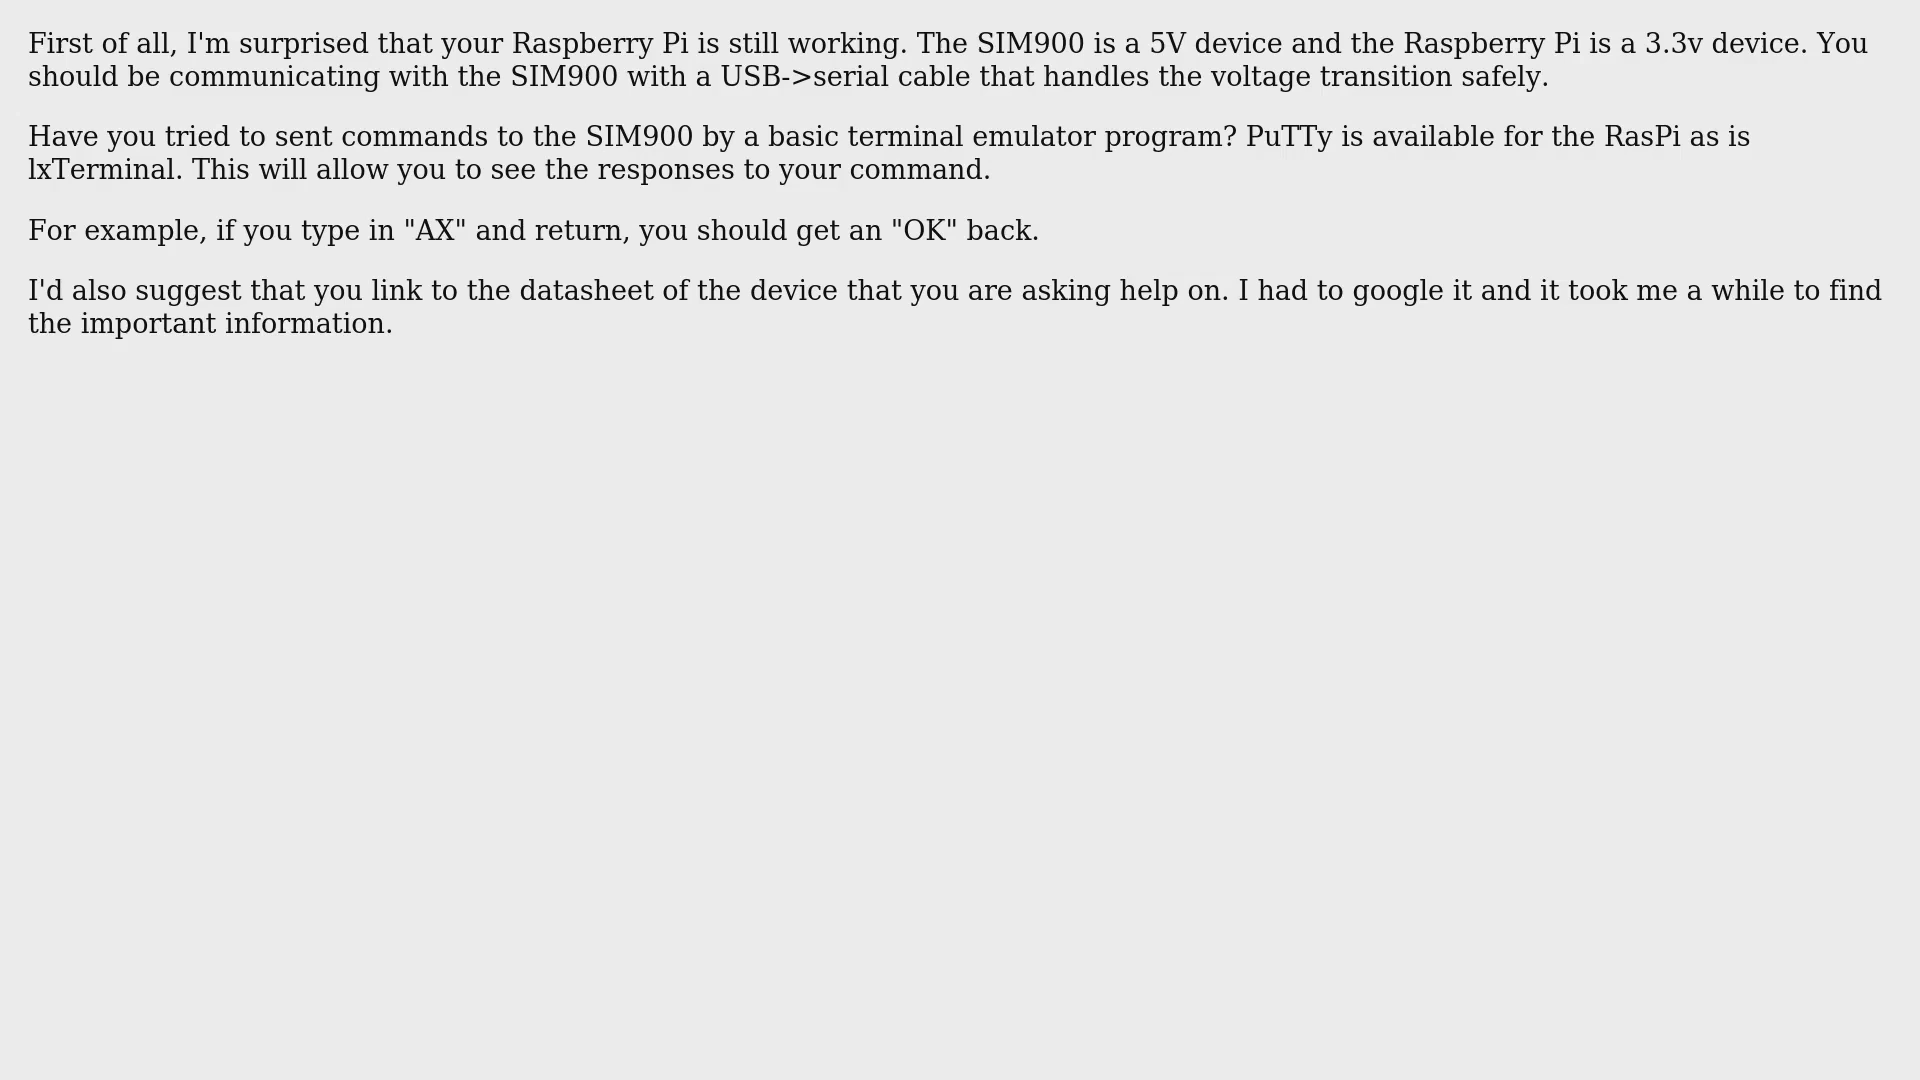 First of all, I'm surprised that your Raspberry Pi is still working. The SIM900 is a 5V device and the Raspberry Pi is a 3.3v device. You
should be communicating with the SIM900 with a USB->serial cable that handles the voltage transition safely.
Have you tried to sent commands to the SIM900 by a basic terminal emulator program? PuTTy is available for the RasPi as is
lxTerminal. This will allow you to see the responses to your command.
For example, if you type in "AX" and return, you should get an "OK" back.
I'd also suggest that you link to the datasheet of the device that you are asking help on. I had to google it and it took me a while to find
the important information.